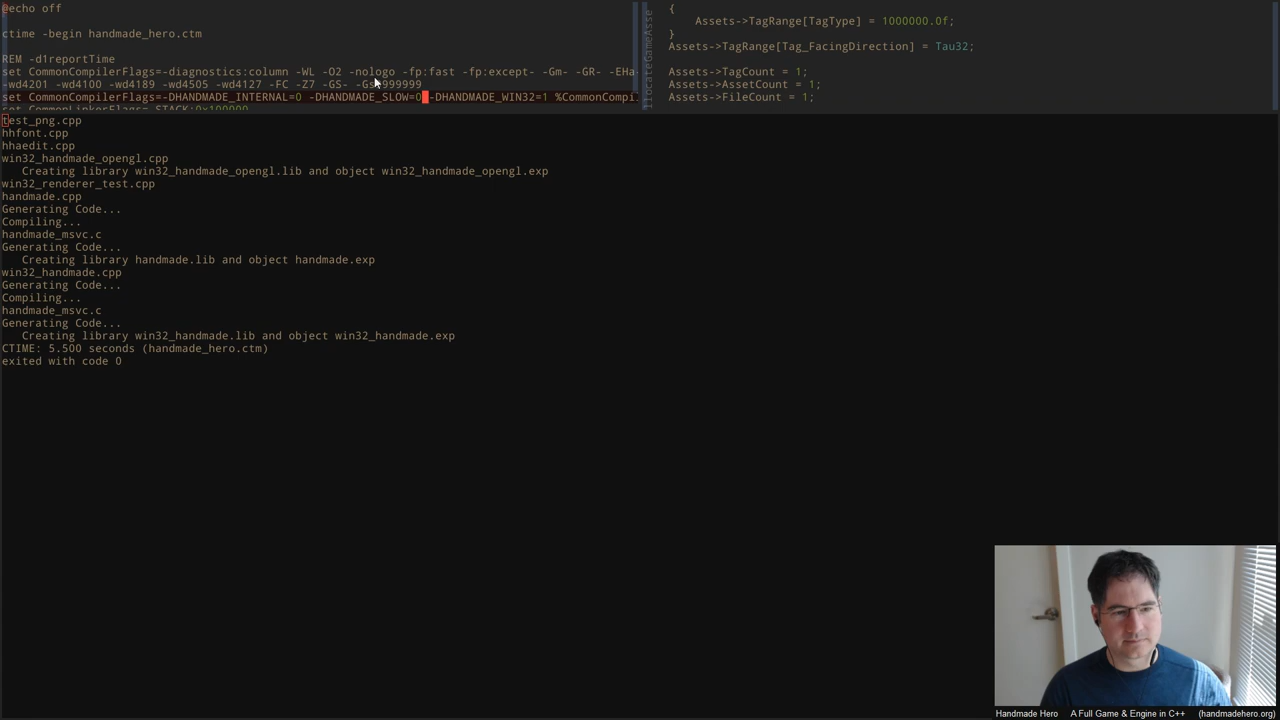 @echo off
ctime -begin handmade_hero.ctm
REM -d1reportTime
set CommonCompilerFlags=-diagnostics:column -WL -O2 -nologo -fp:fast -fp:except- -Gm- -GR- -EHa-
-wd4201 -wd4100 -wd4189 -wd4505 -wd4127 -FC -Z7 -GS- -Gs9999999
set CommonCompilerFlags=-DHANDMADE_INTERNAL=0 -DHANDMADE_SLOW=0 -DHANDMADE_WIN32=1 %CommonCompi
set CommonLinkerFlags= -STACK:0x100000
{
Assets->TagRange[TagType] = 1000000.0f;
}
Assets->TagRange[Tag_FacingDirection] = Tau32;
Assets->TagCount = 1;
Assets->AssetCount = 1;
Assets->FileCount = 1;
test_png.cpp
hhfont.cpp
hhaedit.cpp
win32_handmade_opengl.cpp
Creating library win32_handmade_opengl.lib and object win32_handmade_opengl.exp
win32_renderer_test.cpp
handmade.cpp
Generating Code...
Compiling...
handmade_msvc.c
Generating Code...
Creating library handmade.lib and object handmade.exp
win32_handmade.cpp
Generating Code...
Compiling...
handmade_msvc.c
Generating Code...
Creating library win32_handmade.lib and object win32_handmade.exp
CTIME: 5.500 seconds (handmade_hero.ctm)
exited with code 0
Handmade Hero A Full Game & Engine in C++ (handmadehero.org)